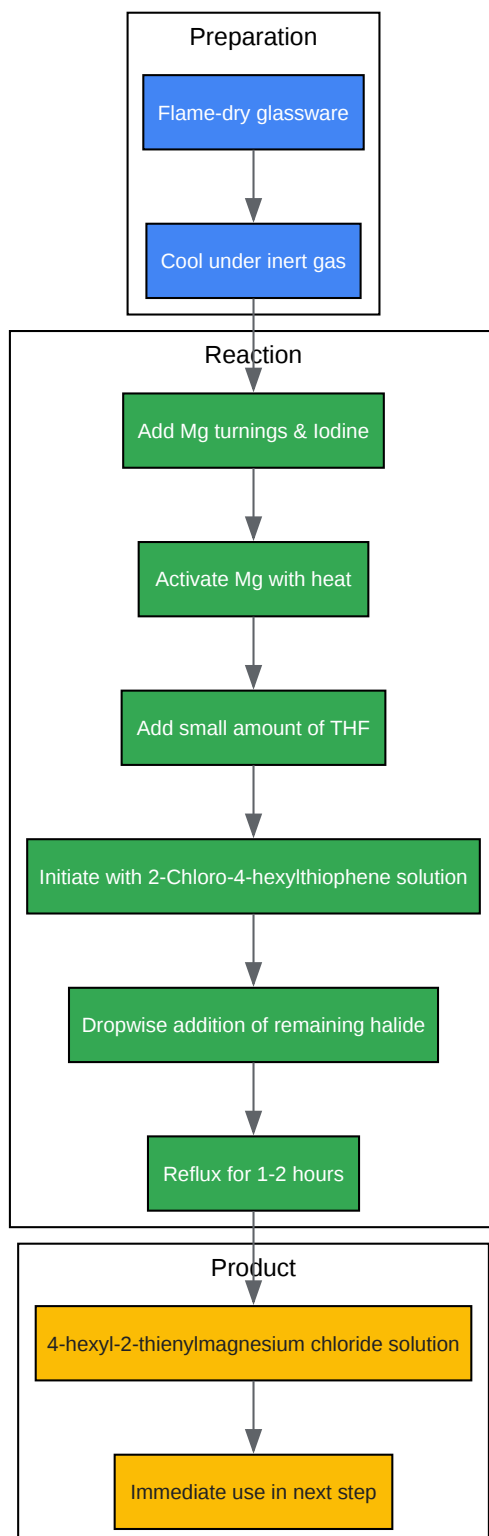 Preparation
Flame-dry glassware
Cool under inert gas
Reaction
Add Mg turnings & Iodine
Activate Mg with heat
Add small amount of THF
Initiate with 2-Chloro-4-hexylthiophene solution
Dropwise addition of remaining halide
Reflux for 1-2 hours
Product
4-hexyl-2-thienylmagnesium chloride solution
Immediate use in next step